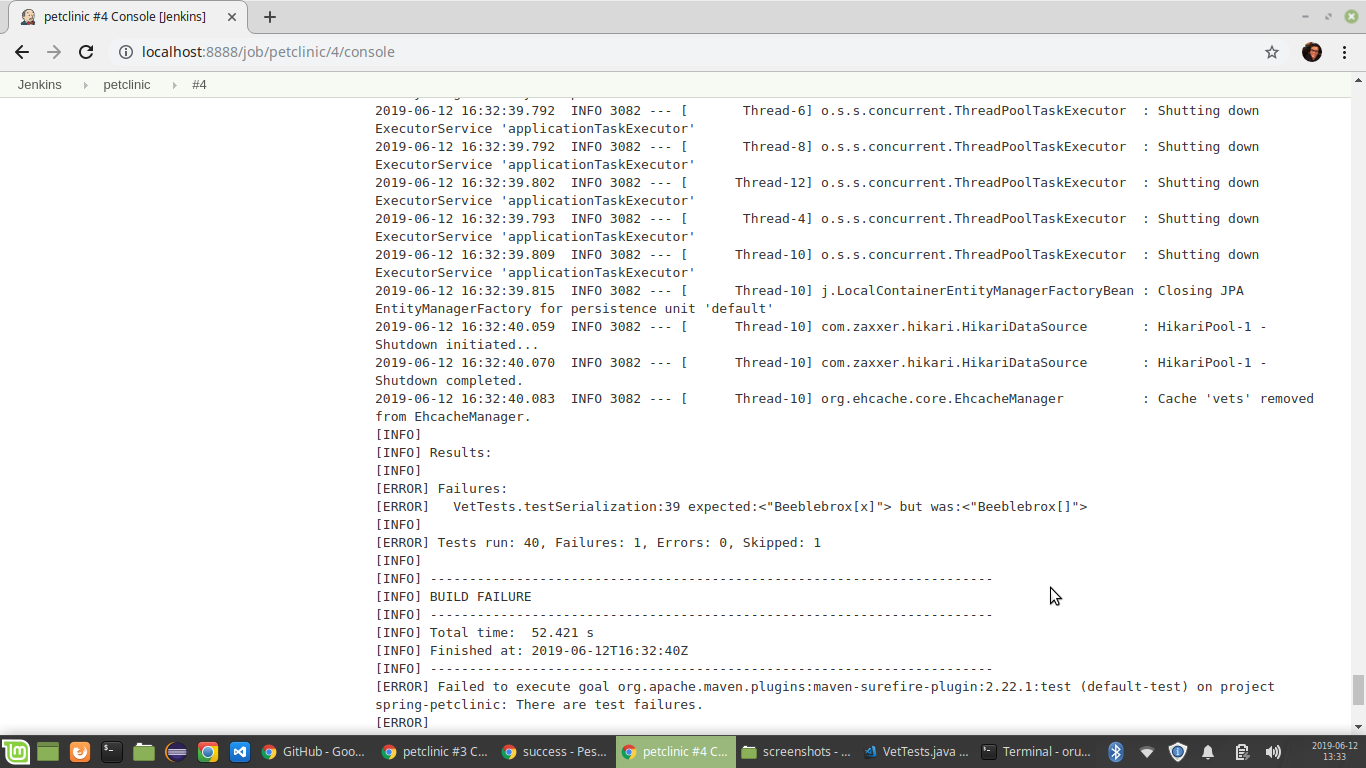 petclinic #4 Console [Jenkins]
localhost:8888/job/petclinic/4/console
Jenkins petclinic #4
2019-06-12 16:32:39.792  INFO 3082 --- [       Thread-6] o.s.s.concurrent.ThreadPoolTaskExecutor  : Shutting down
ExecutorService 'applicationTaskExecutor'
2019-06-12 16:32:39.792  INFO 3082 --- [       Thread-8] o.s.s.concurrent.ThreadPoolTaskExecutor  : Shutting down
ExecutorService 'applicationTaskExecutor'
2019-06-12 16:32:39.802  INFO 3082 --- [      Thread-12] o.s.s.concurrent.ThreadPoolTaskExecutor  : Shutting down
ExecutorService 'applicationTaskExecutor'
2019-06-12 16:32:39.793  INFO 3082 --- [       Thread-4] o.s.s.concurrent.ThreadPoolTaskExecutor  : Shutting down
ExecutorService 'applicationTaskExecutor'
2019-06-12 16:32:39.809  INFO 3082 --- [      Thread-10] o.s.s.concurrent.ThreadPoolTaskExecutor  : Shutting down
ExecutorService 'applicationTaskExecutor'
2019-06-12 16:32:39.815  INFO 3082 --- [      Thread-10] j.LocalContainerEntityManagerFactoryBean : Closing JPA
EntityManagerFactory for persistence unit 'default'
2019-06-12 16:32:40.059  INFO 3082 --- [      Thread-10] com.zaxxer.hikari.HikariDataSource       : HikariPool-1 -
Shutdown initiated...
2019-06-12 16:32:40.070  INFO 3082 --- [      Thread-10] com.zaxxer.hikari.HikariDataSource       : HikariPool-1 -
Shutdown completed.
2019-06-12 16:32:40.083  INFO 3082 --- [      Thread-10] org.ehcache.core.EhcacheManager          : Cache 'vets' removed
from EhcacheManager.
[INFO]
[INFO] Results:
[INFO]
[ERROR] Failures:
[ERROR]   VetTests.testSerialization:39 expected:<"Beeblebrox[x]"> but was:<"Beeblebrox[]">
[INFO]
[ERROR] Tests run: 40, Failures: 1, Errors: 0, Skipped: 1
[INFO]
[INFO] ------------------------------------------------------------------------
[INFO] BUILD FAILURE
[INFO] ------------------------------------------------------------------------
[INFO] Total time:  52.421 s
[INFO] Finished at: 2019-06-12T16:32:40Z
[INFO] ------------------------------------------------------------------------
[ERROR] Failed to execute goal org.apache.maven.plugins:maven-surefire-plugin:2.22.1:test (default-test) on project
spring-petclinic: There are test failures.
[ERROR]
GitHub - Goo... petclinic #3 C... success - Pes... petclinic #4 C... screenshots - ... VetTests.java ... Terminal - oru... 2019-06-12
13:33